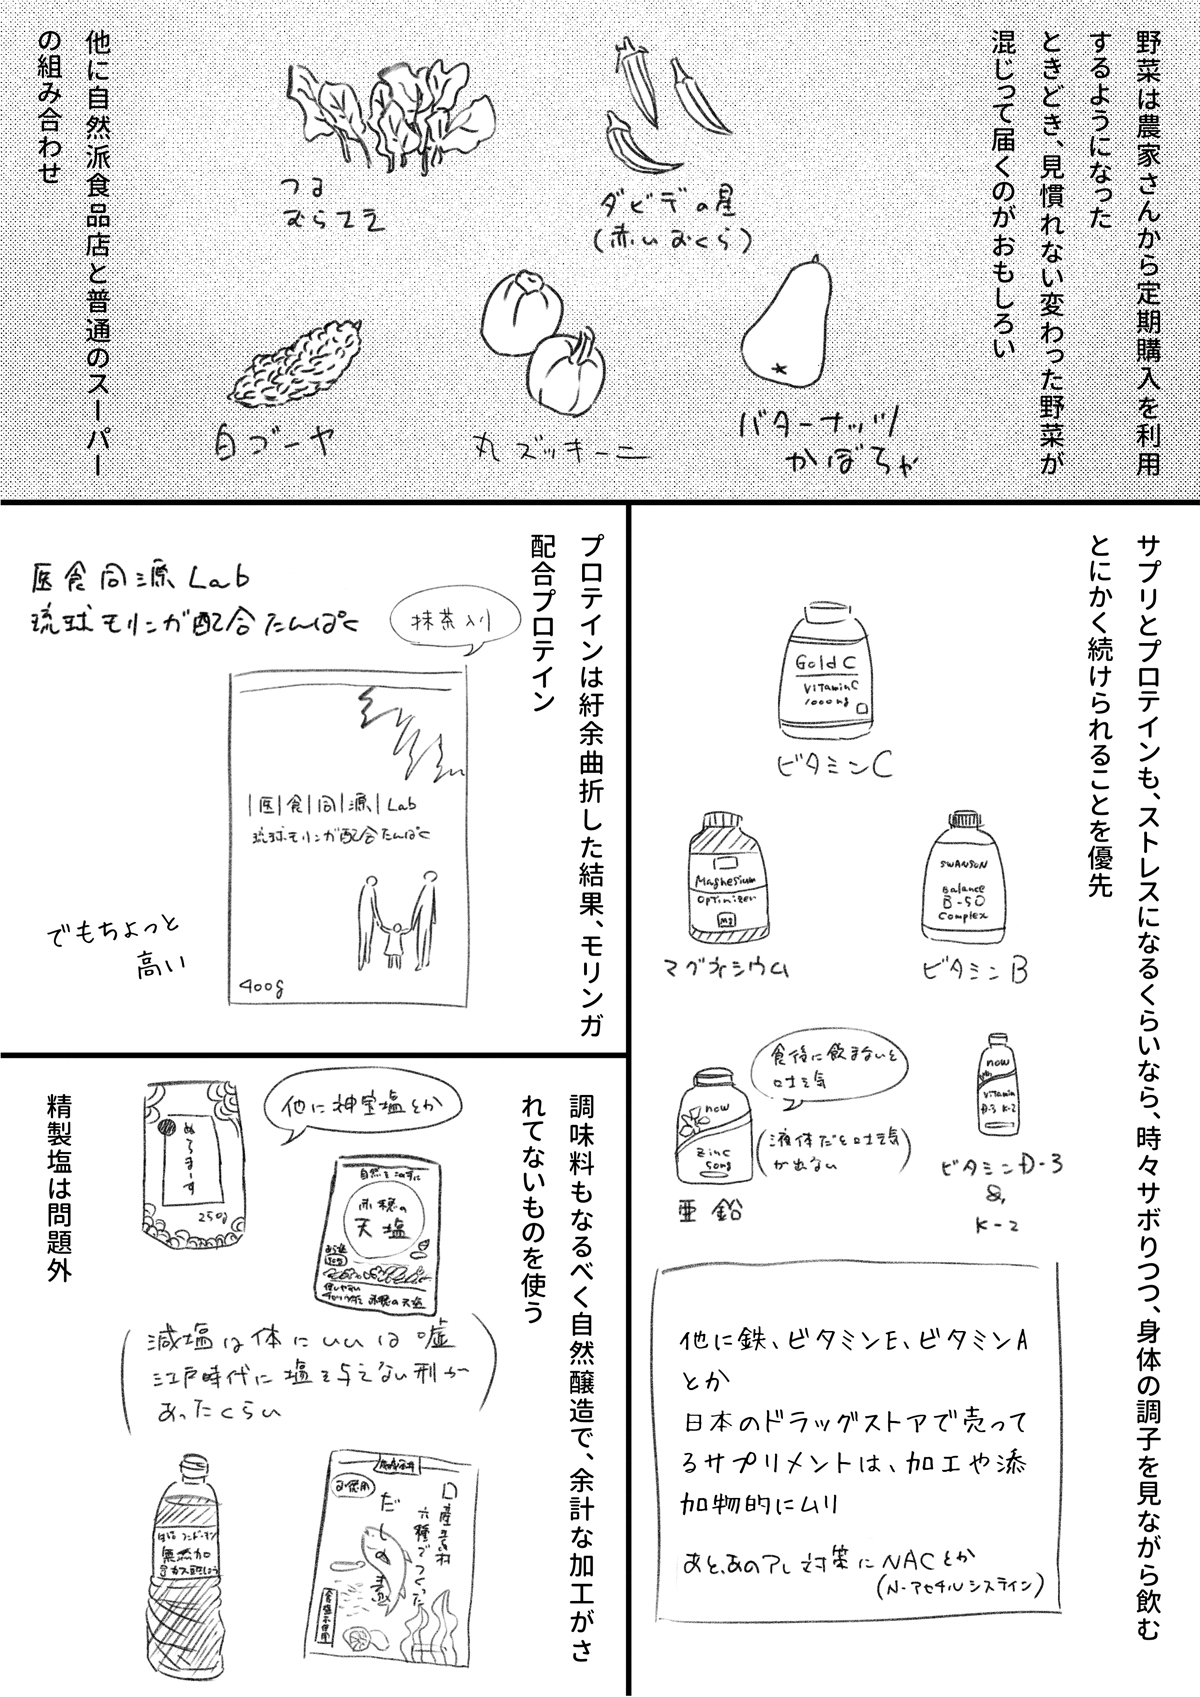 野菜は農家さんから定期購入を利用
するようになった
ときどき、見慣れない変わった野菜が
混じって届くのがおもしろい
ダビデの星
(赤いおくら)
つる
むらさき
バターナッツ
かぼちゃ
丸ズッキーニ
白ゴーヤ
他に自然派食品店と普通のスーパー
の組み合わせ
サプリとプロテインも、ストレスになるくらいなら、時々サボりつつ、身体の調子を見ながら飲む
とにかく続けられることを優先
Gold C
VitaminC
1000mg
ビタミンC
SWANSON
Balance
B-50
Complex
ビタミンB
Magnesium
Optimizer
Mg
マグネシウム
now
Vitamin
D-3 K-2
ビタミンD-3
&
K-2
食後に飲まないと
吐き気
(液体だと吐き気
が出ない)
now
Zinc
50mg
亜鉛
他に鉄、ビタミンE、ビタミンA
とか
日本のドラッグストアで売って
るサプリメントは、加工や添
加物的にムリ
あと、あのアレ対策にNACとか
(N-アセチルシステイン)
プロテインは紆余曲折した結果、モリンガ
配合プロテイン
医食同源Lab
琉球モリンガ配合たんぱく
抹茶入り
|医|食|同|源|Lab
琉球モリンガ配合たんぱく
400g
でもちょっと
高い
調味料もなるべく自然醸造で、余計な加工がさ
れてないものを使う
他に神宝塩とか
ぬちまーす
250g
自然を
赤穂の
天塩
赤穂の天塩
精製塩は問題外
(減塩は体にいいは嘘
江戸時代に塩を与えない刑が
あったくらい)
国産素材
六種でつくった
だしの素
食塩不使用
フンドーキン
無添加